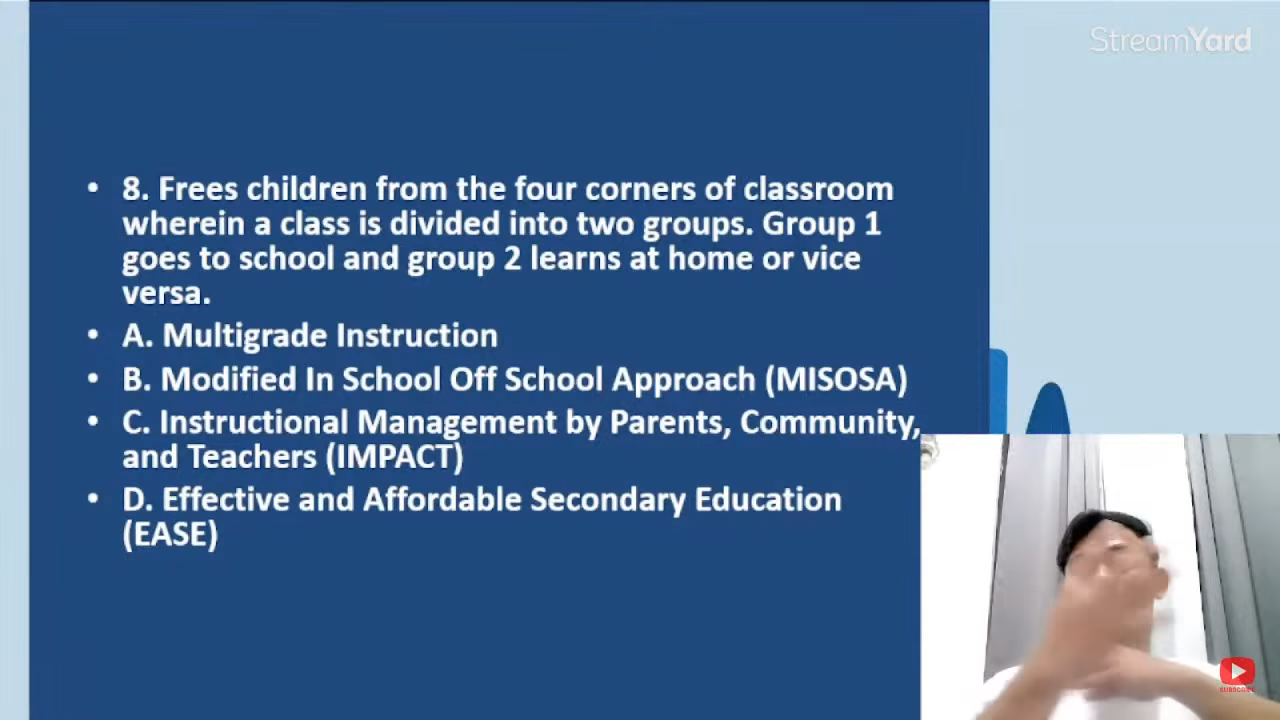 StreamYard
• 8. Frees children from the four corners of classroom
wherein a class is divided into two groups. Group 1
goes to school and group 2 learns at home or vice
versa.
• A. Multigrade Instruction
• B. Modified In School Off School Approach (MISOSA)
• C. Instructional Management by Parents, Community,
and Teachers (IMPACT)
• D. Effective and Affordable Secondary Education
(EASE)
SUBSCRIBE